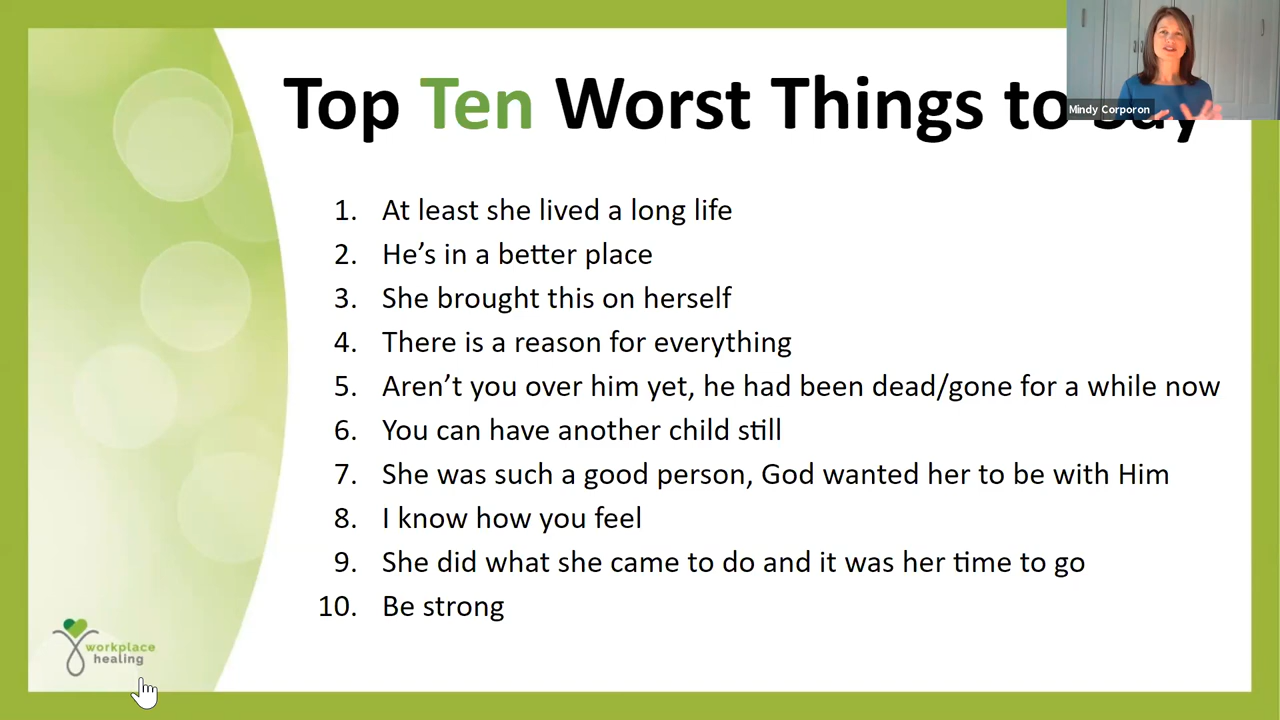 Top Ten Worst Things to Say
Mindy Corporon
1. At least she lived a long life
2. He’s in a better place
3. She brought this on herself
4. There is a reason for everything
5. Aren’t you over him yet, he had been dead/gone for a while now
6. You can have another child still
7. She was such a good person, God wanted her to be with Him
8. I know how you feel
9. She did what she came to do and it was her time to go
10. Be strong
workplace
healing